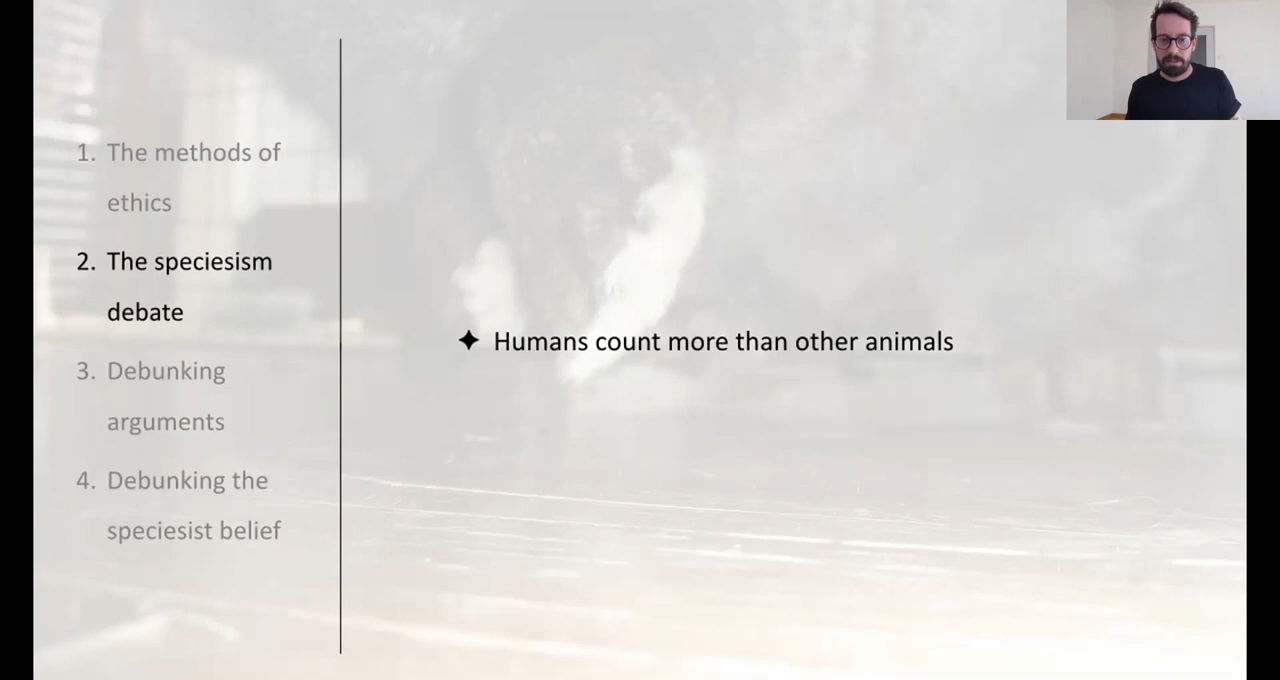 1. The methods of
ethics
2. The speciesism
debate
3. Debunking
arguments
4. Debunking the
speciesist belief
✦ Humans count more than other animals